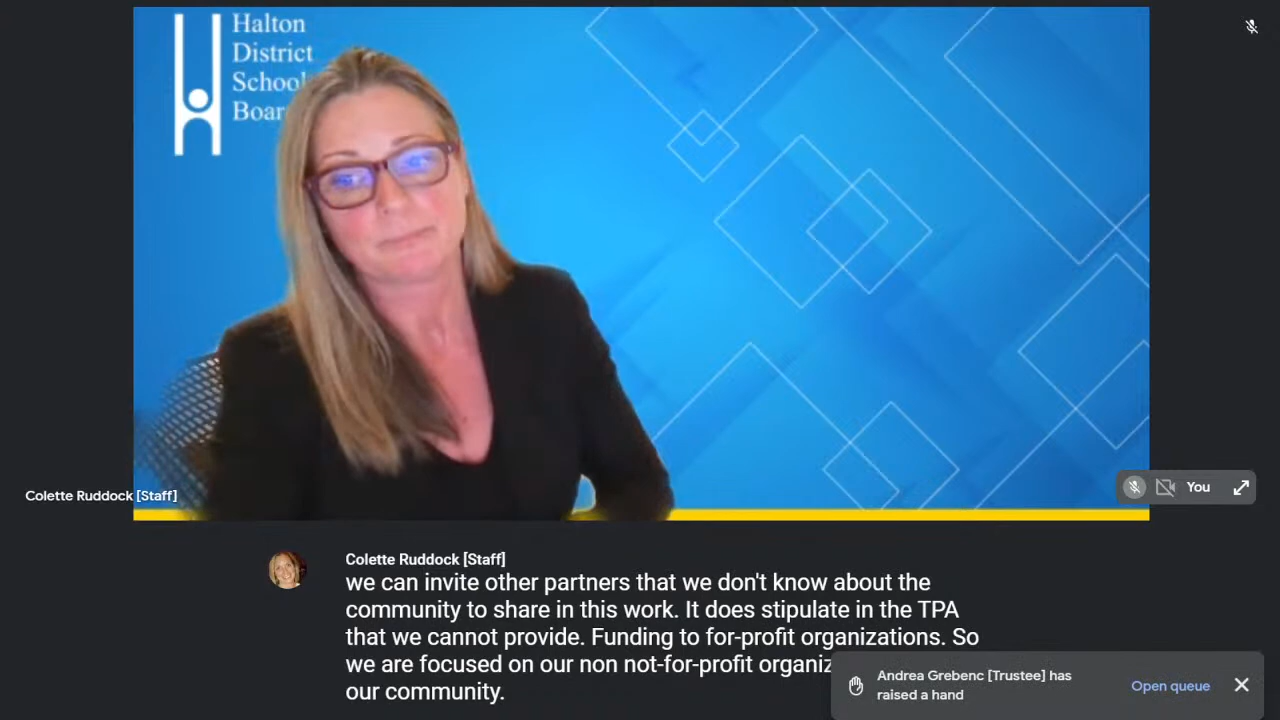 Halton
District
School
Boar
You
Colette Ruddock [Staff]
Colette Ruddock [Staff]
we can invite other partners that we don't know about the
community to share in this work. It does stipulate in the TPA
that we cannot provide. Funding to for-profit organizations. So
we are focused on our non not-for-profit organiz
our community.
Andrea Grebenc [Trustee] has
raised a hand
Open queue